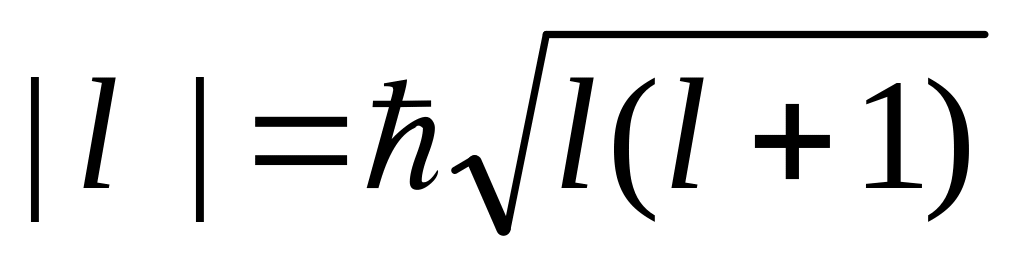 | l | = ℏ√l(l + 1)